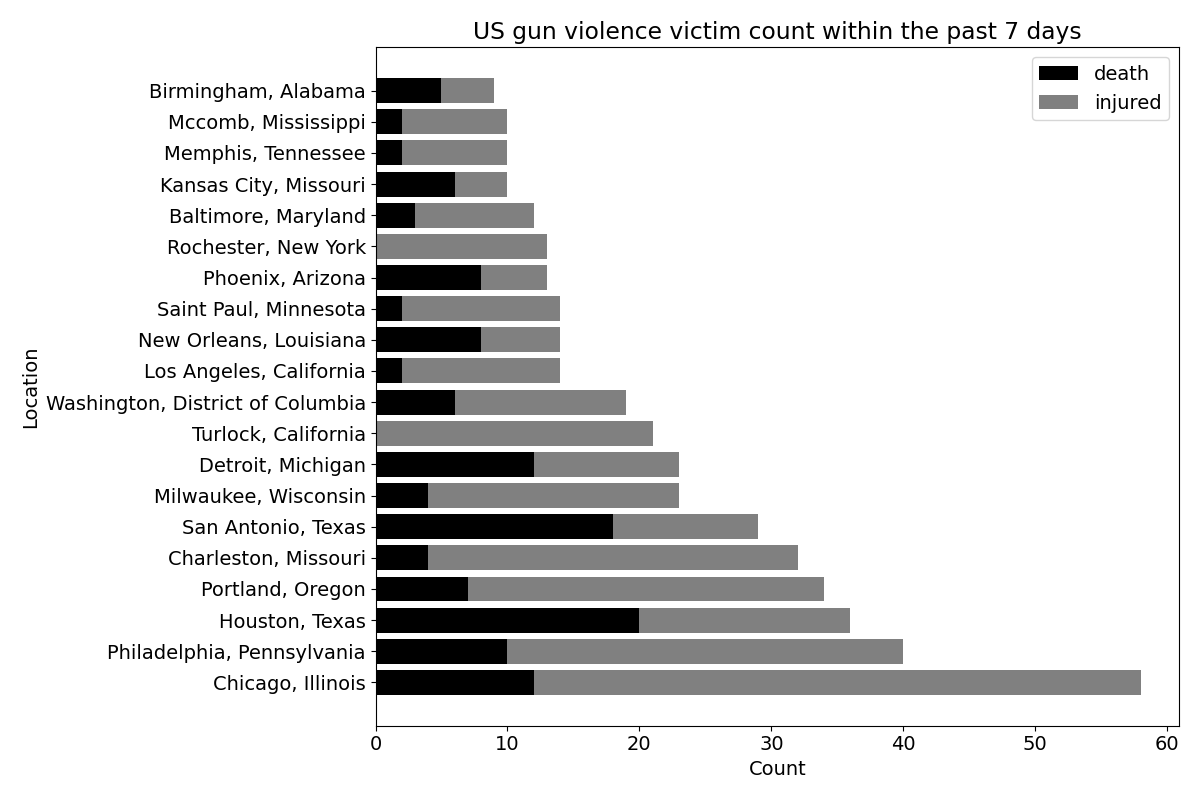 US gun violence victim count within the past 7 days
death
injured
Location
Birmingham, Alabama
Mccomb, Mississippi
Memphis, Tennessee
Kansas City, Missouri
Baltimore, Maryland
Rochester, New York
Phoenix, Arizona
Saint Paul, Minnesota
New Orleans, Louisiana
Los Angeles, California
Washington, District of Columbia
Turlock, California
Detroit, Michigan
Milwaukee, Wisconsin
San Antonio, Texas
Charleston, Missouri
Portland, Oregon
Houston, Texas
Philadelphia, Pennsylvania
Chicago, Illinois
0 10 20 30 40 50 60
Count